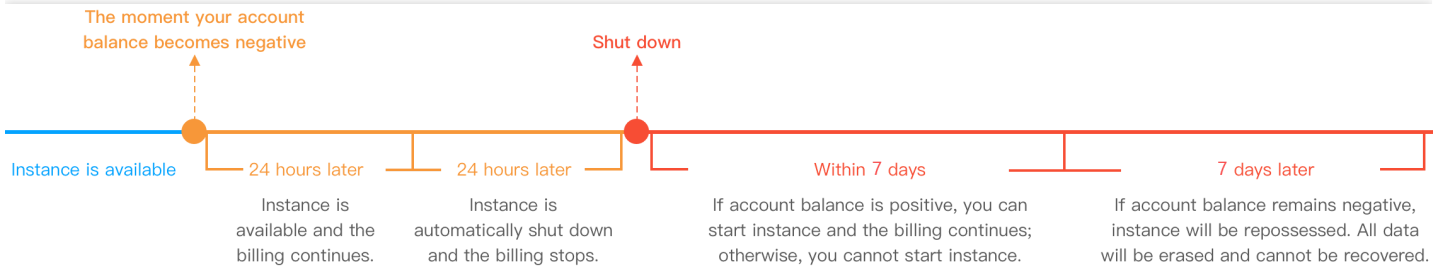 The moment your account
balance becomes negative
Shut down
Instance is available
24 hours later
24 hours later
Within 7 days
7 days later
Instance is
available and the
billing continues.
Instance is
automatically shut down
and the billing stops.
If account balance is positive, you can
start instance and the billing continues;
otherwise, you cannot start instance.
If account balance remains negative,
instance will be repossessed. All data
will be erased and cannot be recovered.